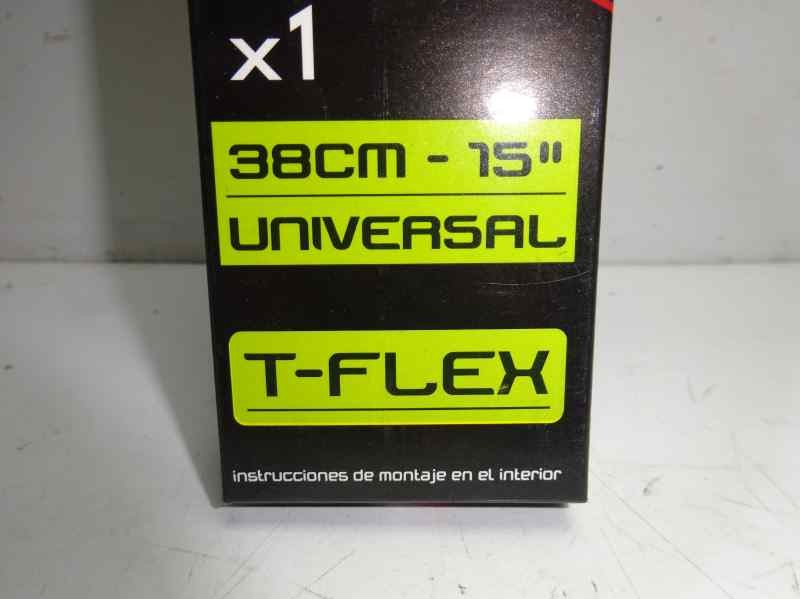 x1
38CM - 15"
UNIVERSAL
T-FLEX
instrucciones de montaje en el interior